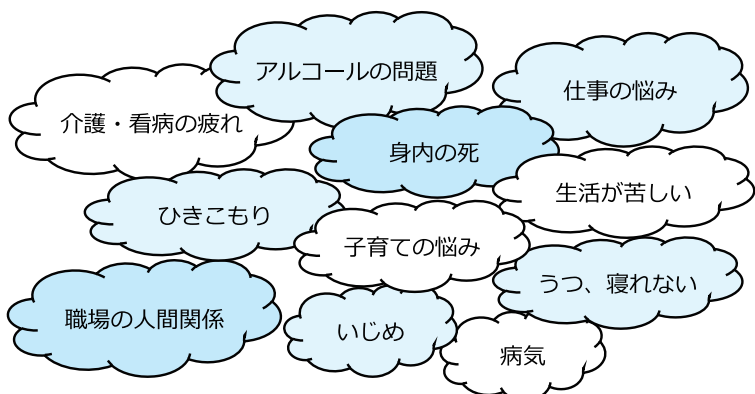 アルコールの問題
仕事の悩み
介護・看病の疲れ
身内の死
生活が苦しい
ひきこもり
子育ての悩み
うつ、寝れない
職場の人間関係
いじめ
病気